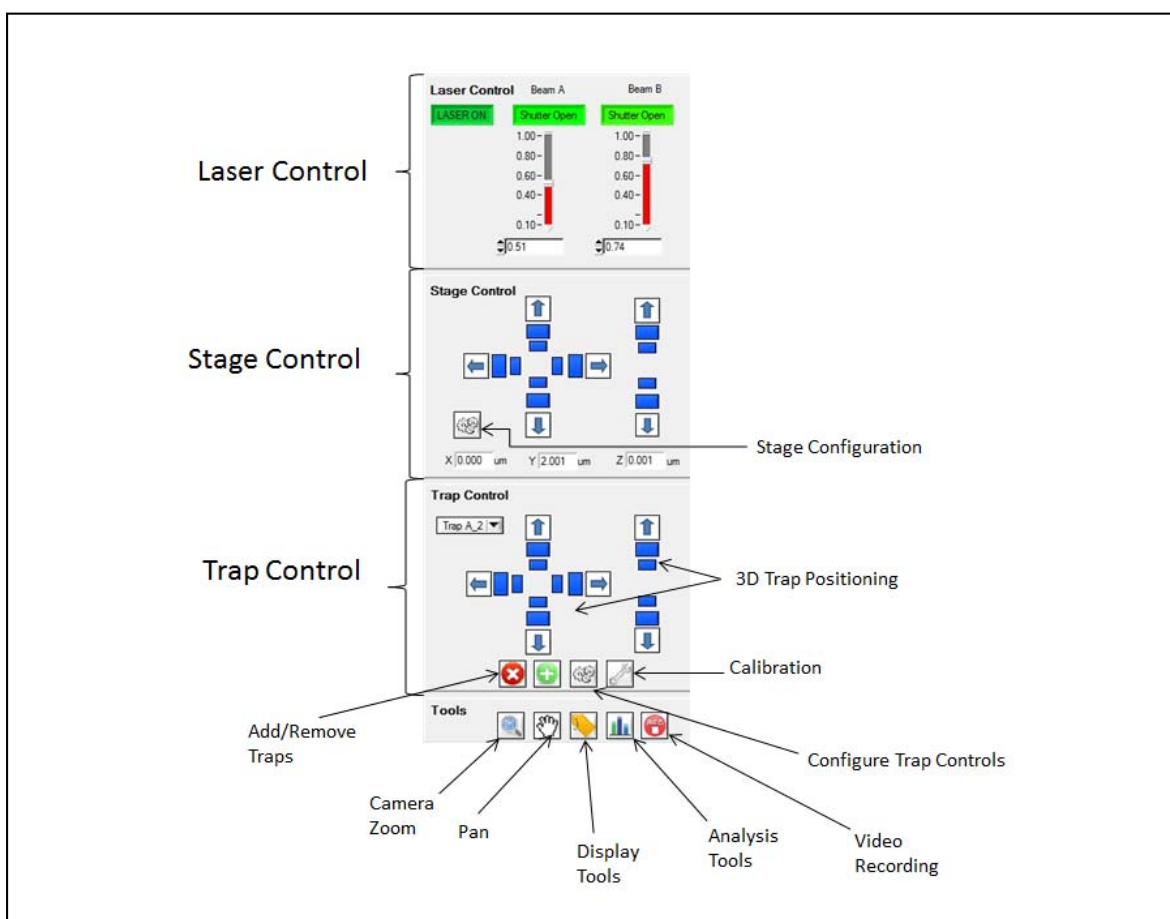 Laser Control
Laser Control Beam A Beam B
LASER ON Shutter Open Shutter Open
1.00 1.00
0.80 0.80
0.60 0.60
0.40 0.40
0.10 0.10
0.51 0.74
Stage Control
Stage Control
Stage Configuration
X 0.000 um Y 2.001 um Z 0.001 um
Trap Control
Trap Control
Trap A_2
3D Trap Positioning
Calibration
Tools
Add/Remove
Traps
Configure Trap Controls
Camera
Zoom
Pan
Display
Tools
Analysis
Tools
Video
Recording